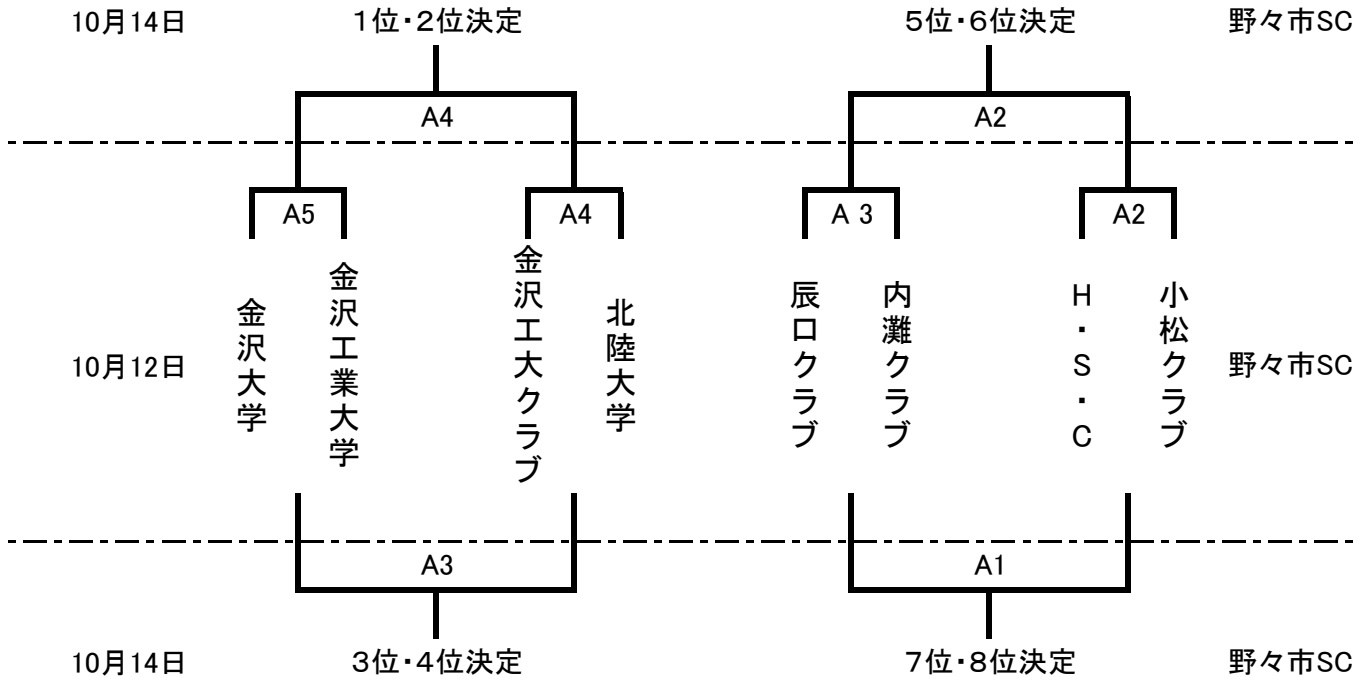 10月14日 1位・2位決定 5位・6位決定 野々市SC
A4 A2
A5 A4 A 3 A2
金沢大学
金沢工業大学
金沢工大クラブ
北陸大学
辰口クラブ
内灘クラブ
H・S・C
小松クラブ
10月12日 野々市SC
A3 A1
10月14日 3位・4位決定 7位・8位決定 野々市SC